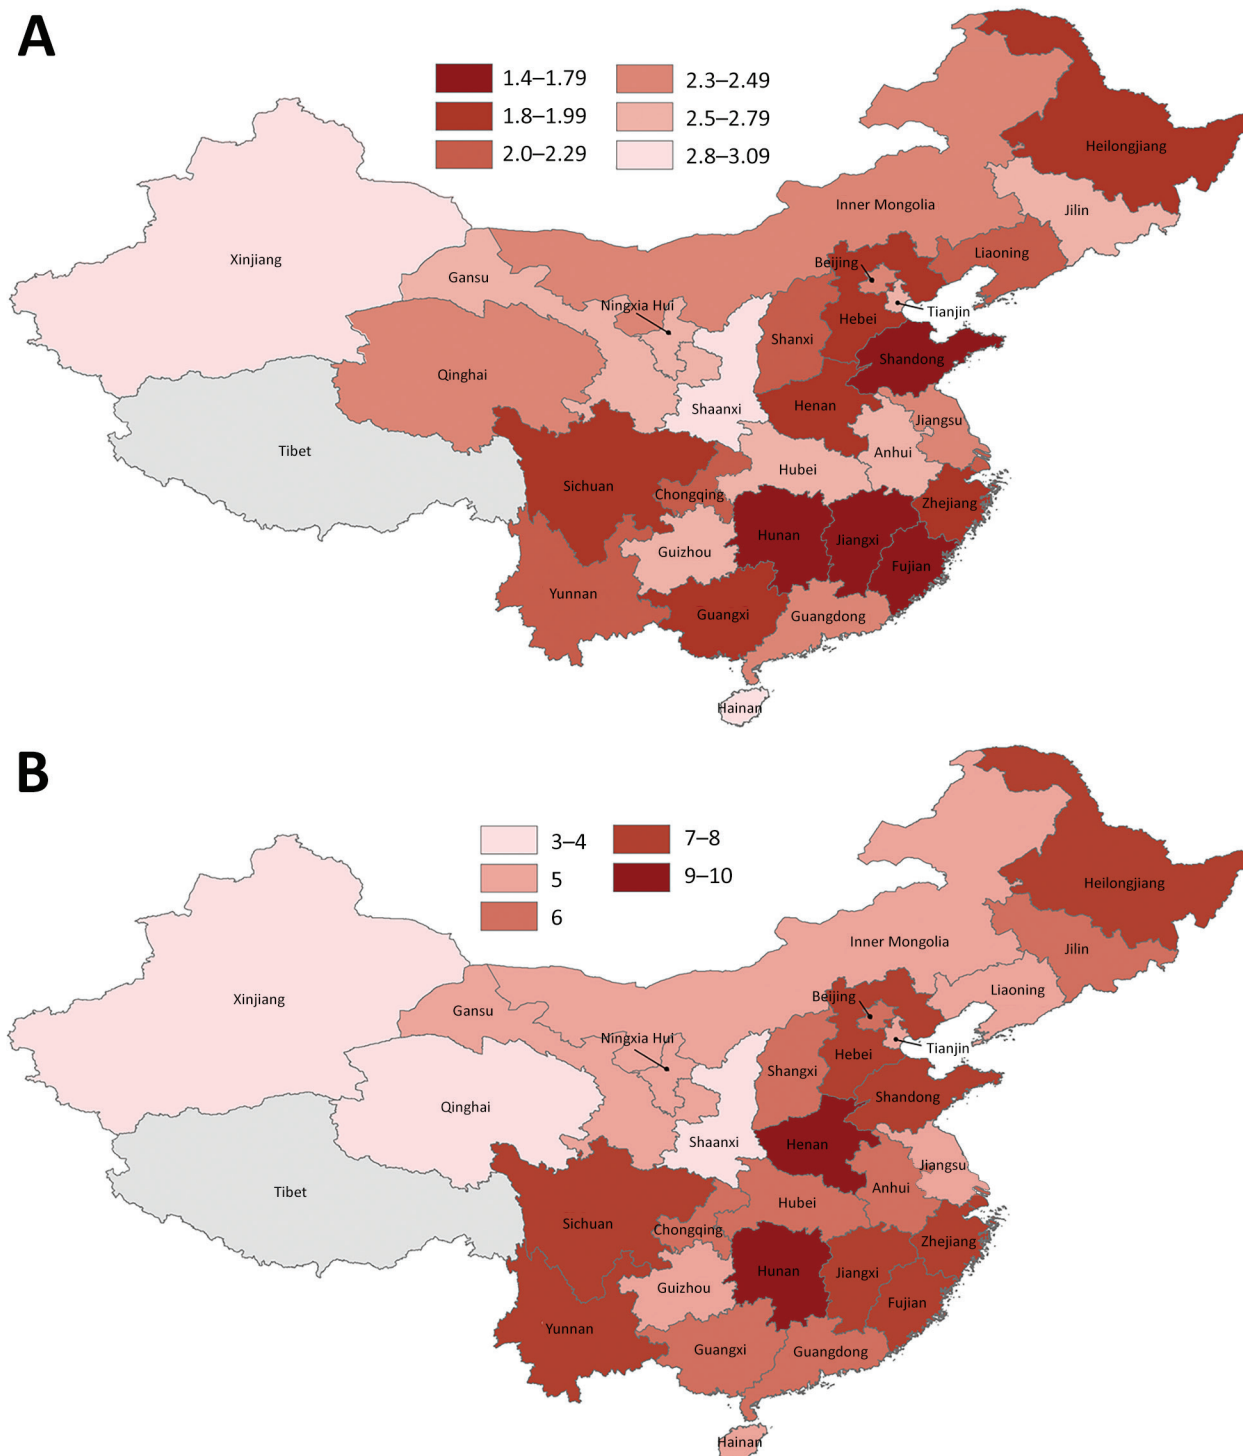 A
1.4–1.79
2.3–2.49
1.8–1.99
2.5–2.79
2.0–2.29
2.8–3.09
Heilongjiang
Inner Mongolia
Jilin
Xinjiang
Liaoning
Beijing
Gansu
Ningxia Hui
Tianjin
Hebei
Shanxi
Shandong
Qinghai
Henan
Shaanxi
Jiangsu
Tibet
Anhui
Hubei
Sichuan
Chongqing
Zhejiang
Hunan
Jiangxi
Guizhou
Fujian
Yunnan
Guangxi
Guangdong
Hainan
B
3–4
7–8
5
9–10
6
Heilongjiang
Inner Mongolia
Jilin
Liaoning
Xinjiang
Beijing
Gansu
Ningxia Hui
Tianjin
Hebei
Shangxi
Shandong
Qinghai
Henan
Shaanxi
Jiangsu
Anhui
Tibet
Hubei
Sichuan
Chongqing
Zhejiang
Hunan
Jiangxi
Guizhou
Fujian
Yunnan
Guangxi
Guangdong
Hainan